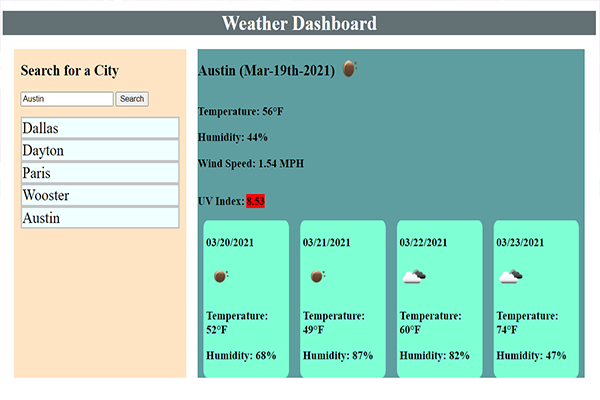 Weather Dashboard
Search for a City
Austin
Search
Dallas
Dayton
Paris
Wooster
Austin
Austin (Mar-19th-2021)
Temperature: 56°F
Humidity: 44%
Wind Speed: 1.54 MPH
UV Index: 8.53
03/20/2021
Temperature:
52°F
Humidity: 68%
03/21/2021
Temperature:
49°F
Humidity: 87%
03/22/2021
Temperature:
60°F
Humidity: 82%
03/23/2021
Temperature:
74°F
Humidity: 47%